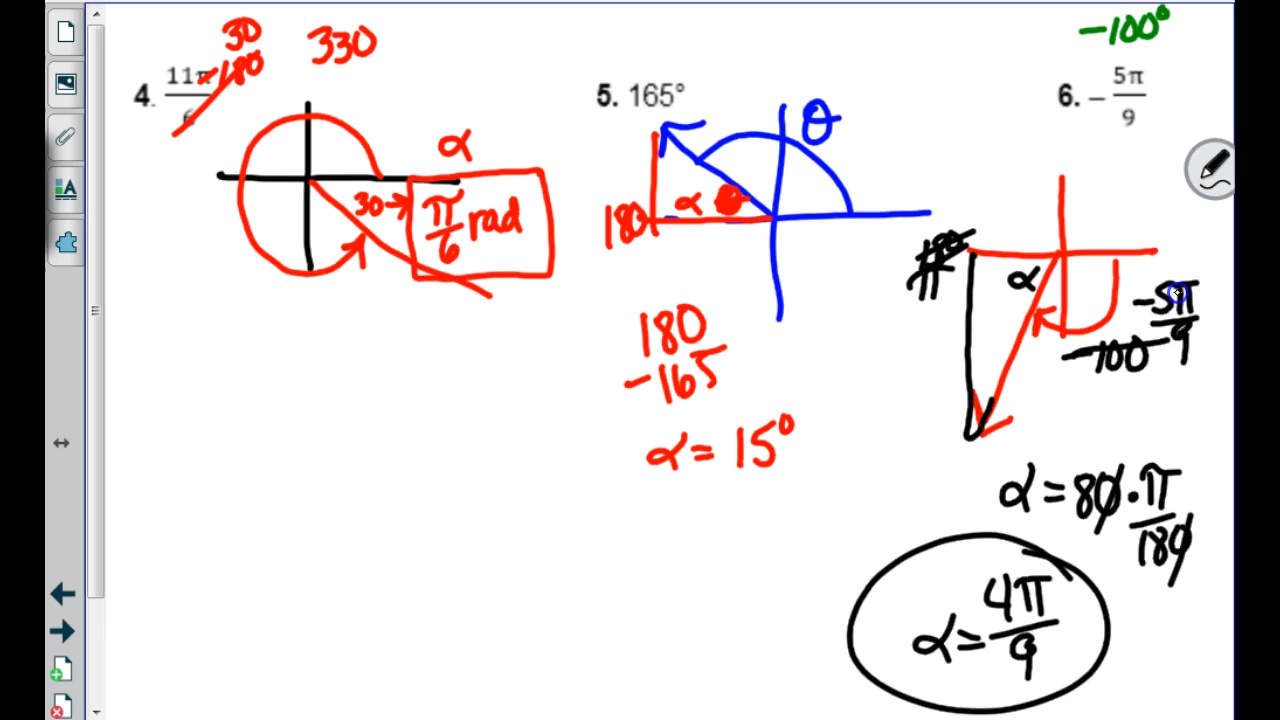 30
330
-180
4. 11π/6
α
30→
π/6 rad
5. 165°
θ
α
180
180
-165
α = 15°
-100°
6. -5π/9
α
-5π/9
-100
α = 80 · π/180
α = 4π/9